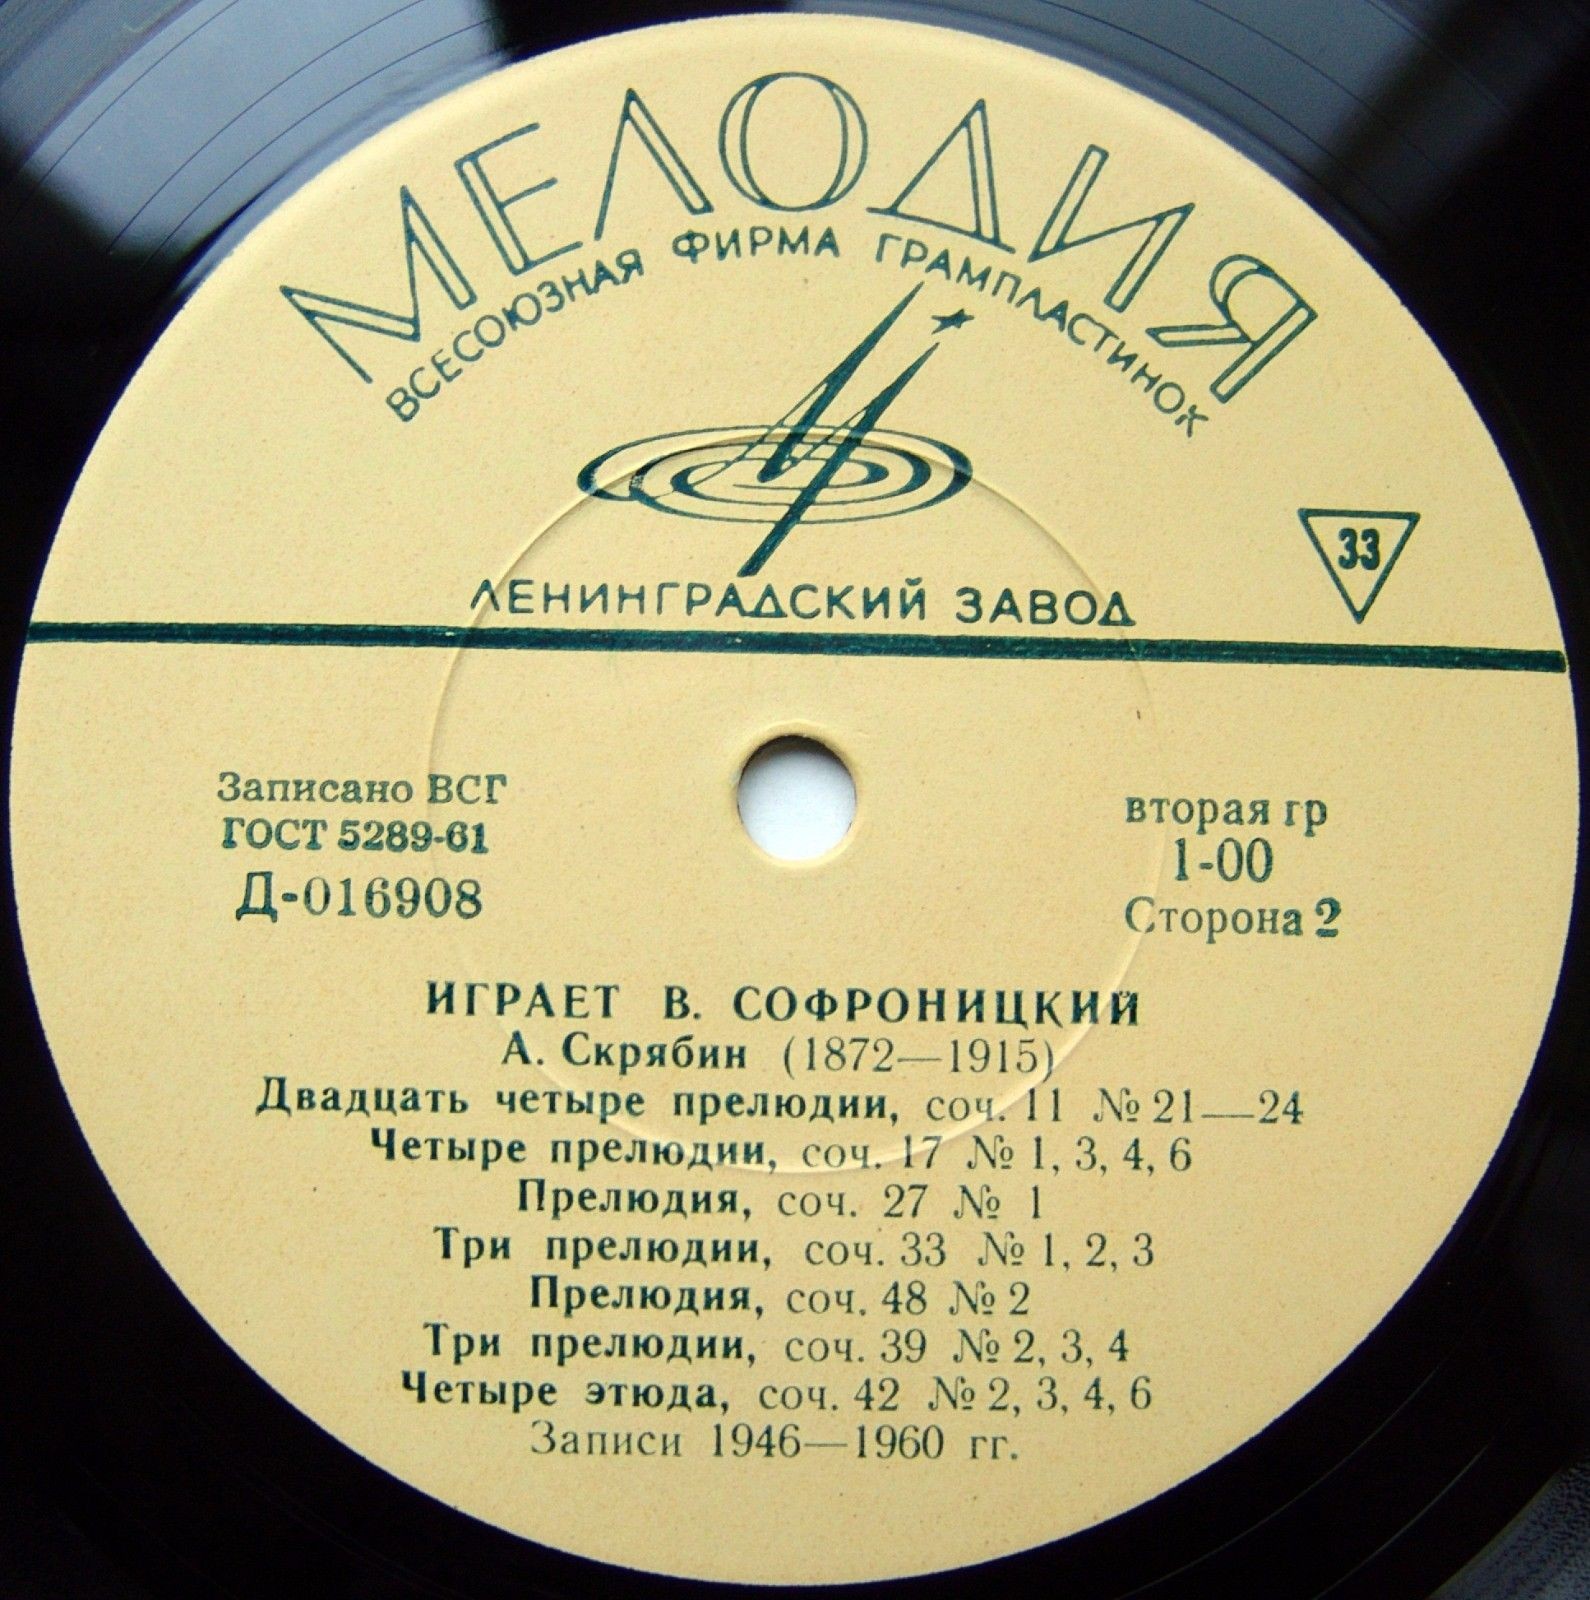 МЕЛОДИЯ
ВСЕСОЮЗНАЯ ФИРМА ГРАМПЛАСТИНОК
33
ЛЕНИНГРАДСКИЙ ЗАВОД
Записано ВСГ
ГОСТ 5289-61
Д-016908
вторая гр
1-00
Сторона 2
ИГРАЕТ В. СОФРОНИЦКИЙ
А. Скрябин (1872—1915)
Двадцать четыре прелюдии, соч. 11 № 21—24
Четыре прелюдии, соч. 17 № 1, 3, 4, 6
Прелюдия, соч. 27 № 1
Три прелюдии, соч. 33 № 1, 2, 3
Прелюдия, соч. 48 № 2
Три прелюдии, соч. 39 № 2, 3, 4
Четыре этюда, соч. 42 № 2, 3, 4, 6
Записи 1946—1960 гг.